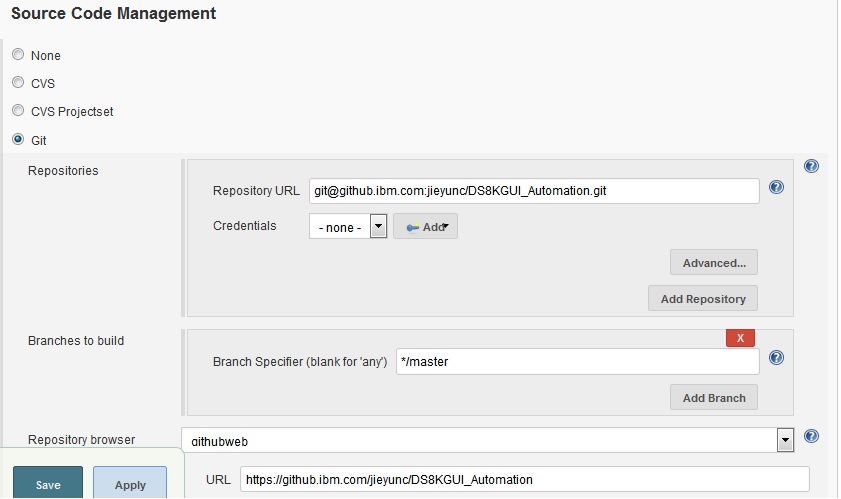 Source Code Management
None
CVS
CVS Projectset
Git
Repositories
Repository URL git@github.ibm.com:jieyunc/DS8KGUI_Automation.git
Credentials - none - Add
Advanced...
Add Repository
Branches to build
X
Branch Specifier (blank for 'any') */master
Add Branch
Repository browser githubweb
URL https://github.ibm.com/jieyunc/DS8KGUI_Automation
Save Apply